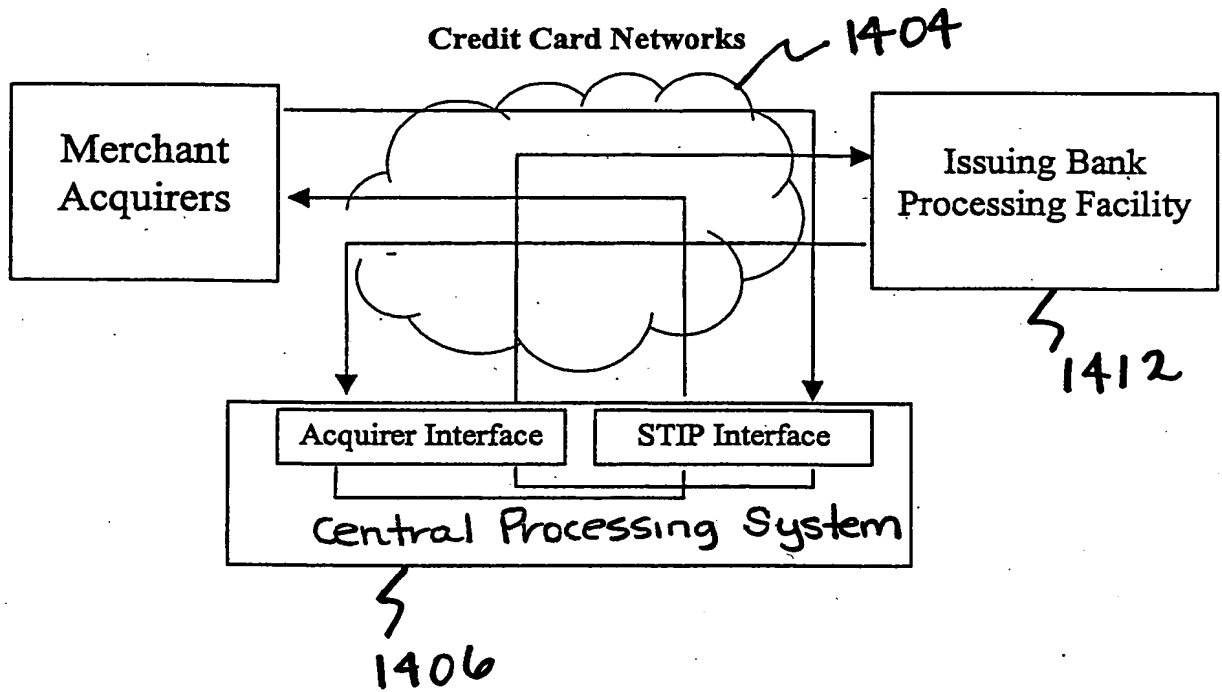 Credit Card Networks
1404
Merchant
Acquirers
Issuing Bank
Processing Facility
1412
Acquirer Interface
STIP Interface
Central Processing System
1406